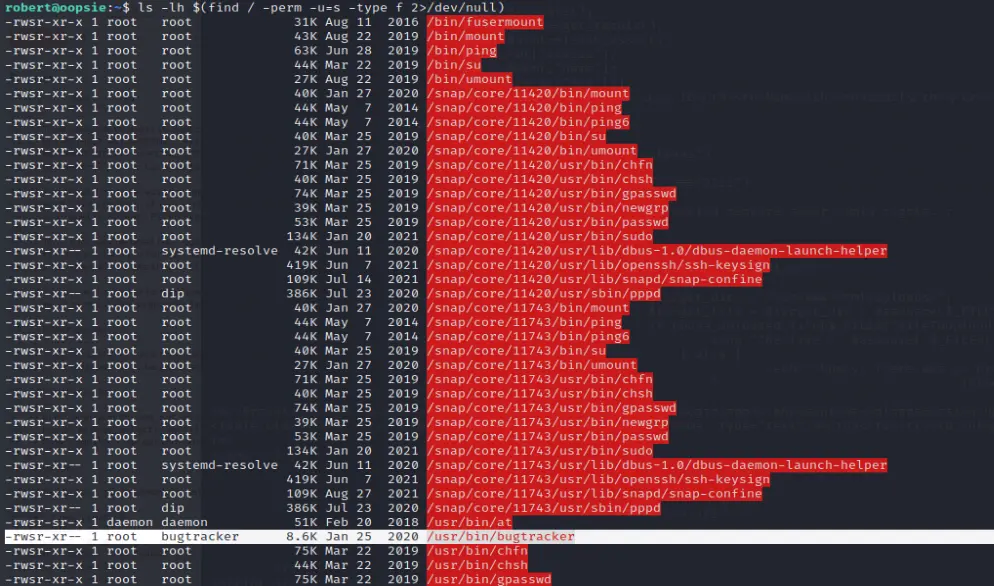 robert@oopsie:~$ ls -lh $(find / -perm -u=s -type f 2>/dev/null)
-rwsr-xr-x 1 root   root              31K Aug 11  2016 /bin/fusermount
-rwsr-xr-x 1 root   root              43K Aug 22  2019 /bin/mount
-rwsr-xr-x 1 root   root              63K Jun 28  2019 /bin/ping
-rwsr-xr-x 1 root   root              44K Mar 22  2019 /bin/su
-rwsr-xr-x 1 root   root              27K Aug 22  2019 /bin/umount
-rwsr-xr-x 1 root   root              40K Jan 27  2020 /snap/core/11420/bin/mount
-rwsr-xr-x 1 root   root              44K May  7  2014 /snap/core/11420/bin/ping
-rwsr-xr-x 1 root   root              44K May  7  2014 /snap/core/11420/bin/ping6
-rwsr-xr-x 1 root   root              40K Mar 25  2019 /snap/core/11420/bin/su
-rwsr-xr-x 1 root   root              27K Jan 27  2020 /snap/core/11420/bin/umount
-rwsr-xr-x 1 root   root              71K Mar 25  2019 /snap/core/11420/usr/bin/chfn
-rwsr-xr-x 1 root   root              40K Mar 25  2019 /snap/core/11420/usr/bin/chsh
-rwsr-xr-x 1 root   root              74K Mar 25  2019 /snap/core/11420/usr/bin/gpasswd
-rwsr-xr-x 1 root   root              39K Mar 25  2019 /snap/core/11420/usr/bin/newgrp
-rwsr-xr-x 1 root   root              53K Mar 25  2019 /snap/core/11420/usr/bin/passwd
-rwsr-xr-x 1 root   root             134K Jan 20  2021 /snap/core/11420/usr/bin/sudo
-rwsr-xr-- 1 root   systemd-resolve   42K Jun 11  2020 /snap/core/11420/usr/lib/dbus-1.0/dbus-daemon-launch-helper
-rwsr-xr-x 1 root   root             419K Jun  7  2021 /snap/core/11420/usr/lib/openssh/ssh-keysign
-rwsr-xr-x 1 root   root             109K Jul 14  2021 /snap/core/11420/usr/lib/snapd/snap-confine
-rwsr-xr-- 1 root   dip              386K Jul 23  2020 /snap/core/11420/usr/sbin/pppd
-rwsr-xr-x 1 root   root              40K Jan 27  2020 /snap/core/11743/bin/mount
-rwsr-xr-x 1 root   root              44K May  7  2014 /snap/core/11743/bin/ping
-rwsr-xr-x 1 root   root              44K May  7  2014 /snap/core/11743/bin/ping6
-rwsr-xr-x 1 root   root              40K Mar 25  2019 /snap/core/11743/bin/su
-rwsr-xr-x 1 root   root              27K Jan 27  2020 /snap/core/11743/bin/umount
-rwsr-xr-x 1 root   root              71K Mar 25  2019 /snap/core/11743/usr/bin/chfn
-rwsr-xr-x 1 root   root              40K Mar 25  2019 /snap/core/11743/usr/bin/chsh
-rwsr-xr-x 1 root   root              74K Mar 25  2019 /snap/core/11743/usr/bin/gpasswd
-rwsr-xr-x 1 root   root              39K Mar 25  2019 /snap/core/11743/usr/bin/newgrp
-rwsr-xr-x 1 root   root              53K Mar 25  2019 /snap/core/11743/usr/bin/passwd
-rwsr-xr-x 1 root   root             134K Jan 20  2021 /snap/core/11743/usr/bin/sudo
-rwsr-xr-- 1 root   systemd-resolve   42K Jun 11  2020 /snap/core/11743/usr/lib/dbus-1.0/dbus-daemon-launch-helper
-rwsr-xr-x 1 root   root             419K Jun  7  2021 /snap/core/11743/usr/lib/openssh/ssh-keysign
-rwsr-xr-x 1 root   root             109K Aug 27  2021 /snap/core/11743/usr/lib/snapd/snap-confine
-rwsr-xr-- 1 root   dip              386K Jul 23  2020 /snap/core/11743/usr/sbin/pppd
-rwsr-sr-x 1 daemon daemon            51K Feb 20  2018 /usr/bin/at
-rwsr-xr-- 1 root   bugtracker       8.6K Jan 25  2020 /usr/bin/bugtracker
-rwsr-xr-x 1 root   root              75K Mar 22  2019 /usr/bin/chfn
-rwsr-xr-x 1 root   root              44K Mar 22  2019 /usr/bin/chsh
-rwsr-xr-x 1 root   root              75K Mar 22  2019 /usr/bin/gpasswd